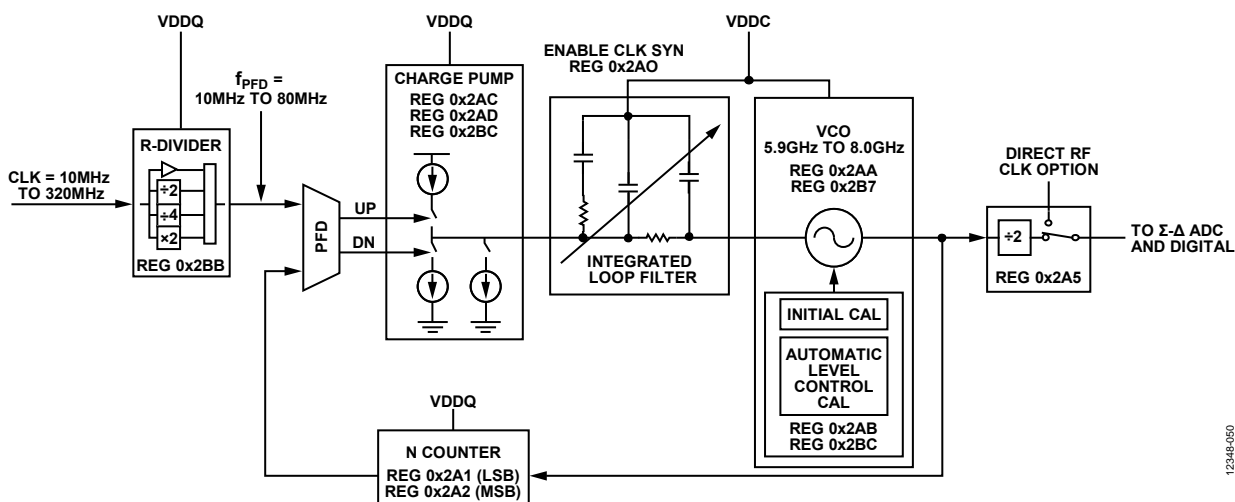 VDDQ
VDDQ
VDDC
ENABLE CLK SYN
REG 0x2AO
f_PFD =
10MHz TO 80MHz
CHARGE PUMP
REG 0x2AC
REG 0x2AD
REG 0x2BC
R-DIVIDER
CLK = 10MHz
TO 320MHz
÷2
÷4
×2
REG 0x2BB
PFD
UP
DN
INTEGRATED
LOOP FILTER
VCO
5.9GHz TO 8.0GHz
REG 0x2AA
REG 0x2B7
INITIAL CAL
AUTOMATIC
LEVEL
CONTROL
CAL
REG 0x2AB
REG 0x2BC
DIRECT RF
CLK OPTION
÷2
REG 0x2A5
TO Σ-Δ ADC
AND DIGITAL
VDDQ
N COUNTER
REG 0x2A1 (LSB)
REG 0x2A2 (MSB)
12348-050